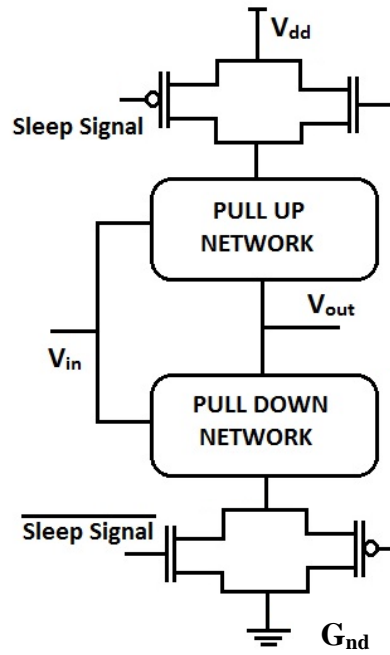 Vdd
Sleep Signal
PULL UP
NETWORK
Vout
Vin
PULL DOWN
NETWORK
Sleep Signal
Gnd